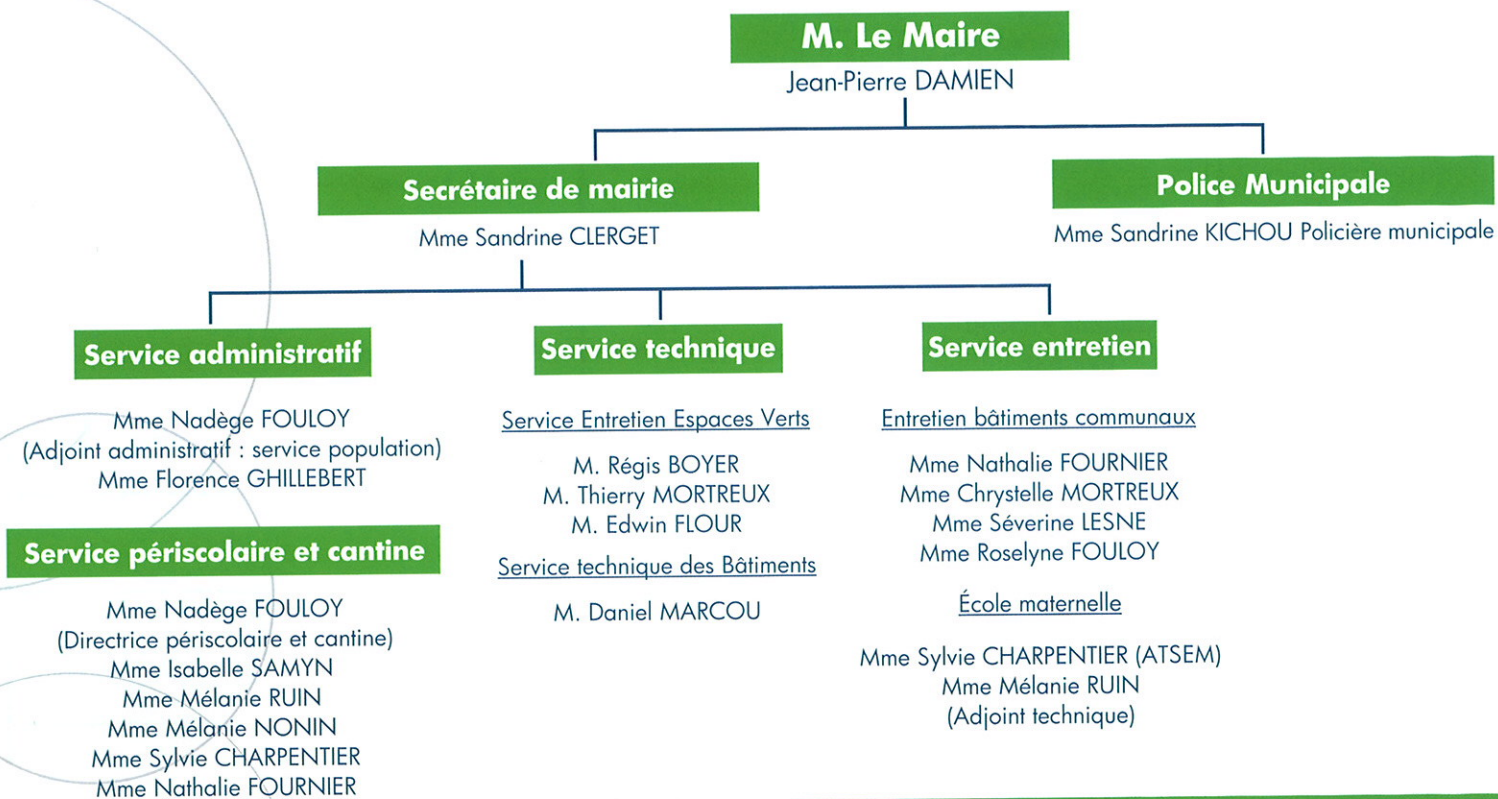 M. Le Maire
Jean-Pierre DAMIEN
Secrétaire de mairie
Mme Sandrine CLERGET
Police Municipale
Mme Sandrine KICHOU Policière municipale
Service administratif
Mme Nadège FOULOY
(Adjoint administratif : service population)
Mme Florence GHILLEBERT
Service périscolaire et cantine
Mme Nadège FOULOY
(Directrice périscolaire et cantine)
Mme Isabelle SAMYN
Mme Mélanie RUIN
Mme Mélanie NONIN
Mme Sylvie CHARPENTIER
Mme Nathalie FOURNIER
Service technique
Service Entretien Espaces Verts
M. Régis BOYER
M. Thierry MORTREUX
M. Edwin FLOUR
Service technique des Bâtiments
M. Daniel MARCOU
Service entretien
Entretien bâtiments communaux
Mme Nathalie FOURNIER
Mme Chrystelle MORTREUX
Mme Séverine LESNE
Mme Roselyne FOULOY
École maternelle
Mme Sylvie CHARPENTIER (ATSEM)
Mme Mélanie RUIN
(Adjoint technique)